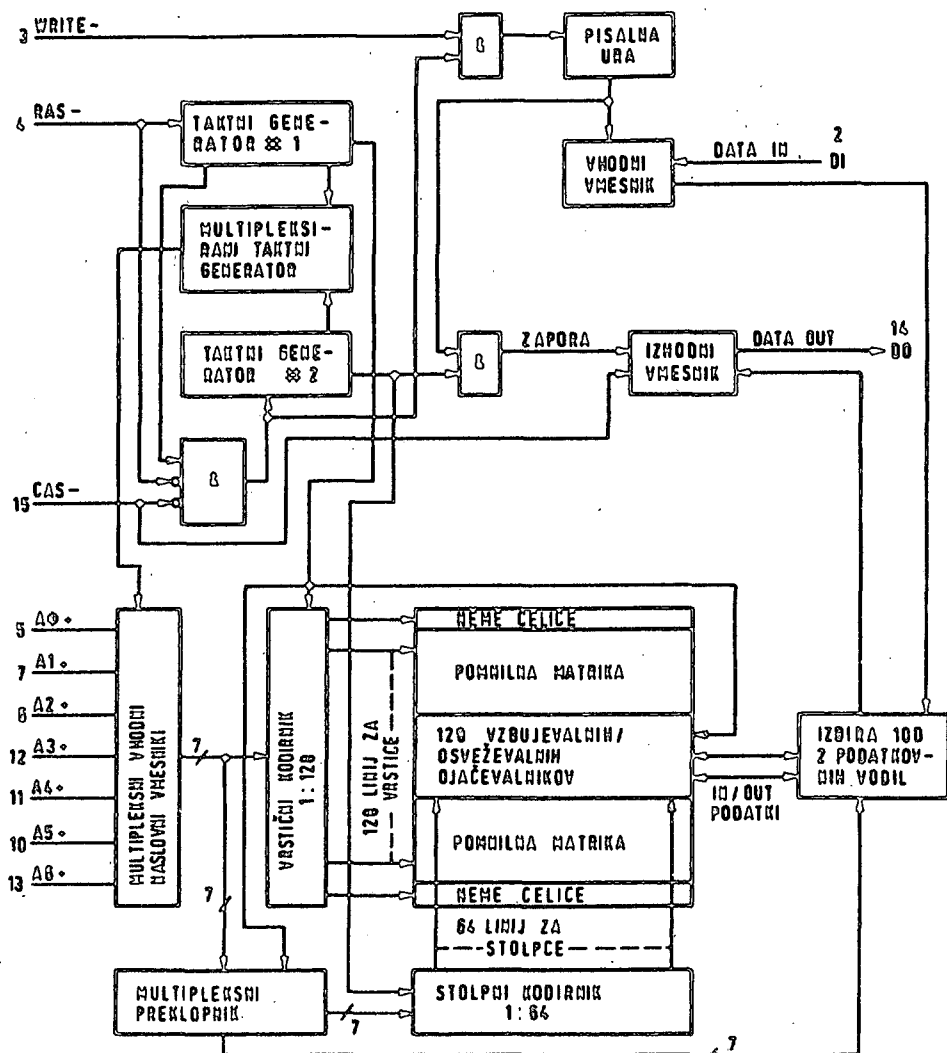 3 WRITE-
&
PISALNA
URA
4 RAS-
TAKTNI GENE-
RATOR # 1
VHODNI
VMESNIK
DATA IN
2
DI
MULTIPLEKSI-
RANI TAKTNI
GENERATOR
TAKTNI GENE-
RATOR # 2
&
ZAPORA
IZHODNI
VMESNIK
DATA OUT
14
DO
&
15 CAS-
5 A0+
7 A1+
6 A2+
12 A3+
11 A4+
10 A5+
13 A6+
MULTIPLEKSNI VHODNI
NASLOVNI VMESNIKI
7
7
VRSTIČNI KODIRNIK
1:128
128 LINIJ ZA
VRSTICE
NEME CELICE
POMNILNA MATRIKA
128 VZBUJEVALNIH/
OSVEŽEVALNIH
OJAČEVALNIKOV
POMNILNA MATRIKA
NEME CELICE
IN/OUT
PODATKI
IZBIRA 1 OD
2 PODATKOV-
NIH VODIL
64 LINIJ ZA
STOLPCE
MULTIPLEKSNI
PREKLOPNIK
7
STOLPNI KODIRNIK
1:64
7